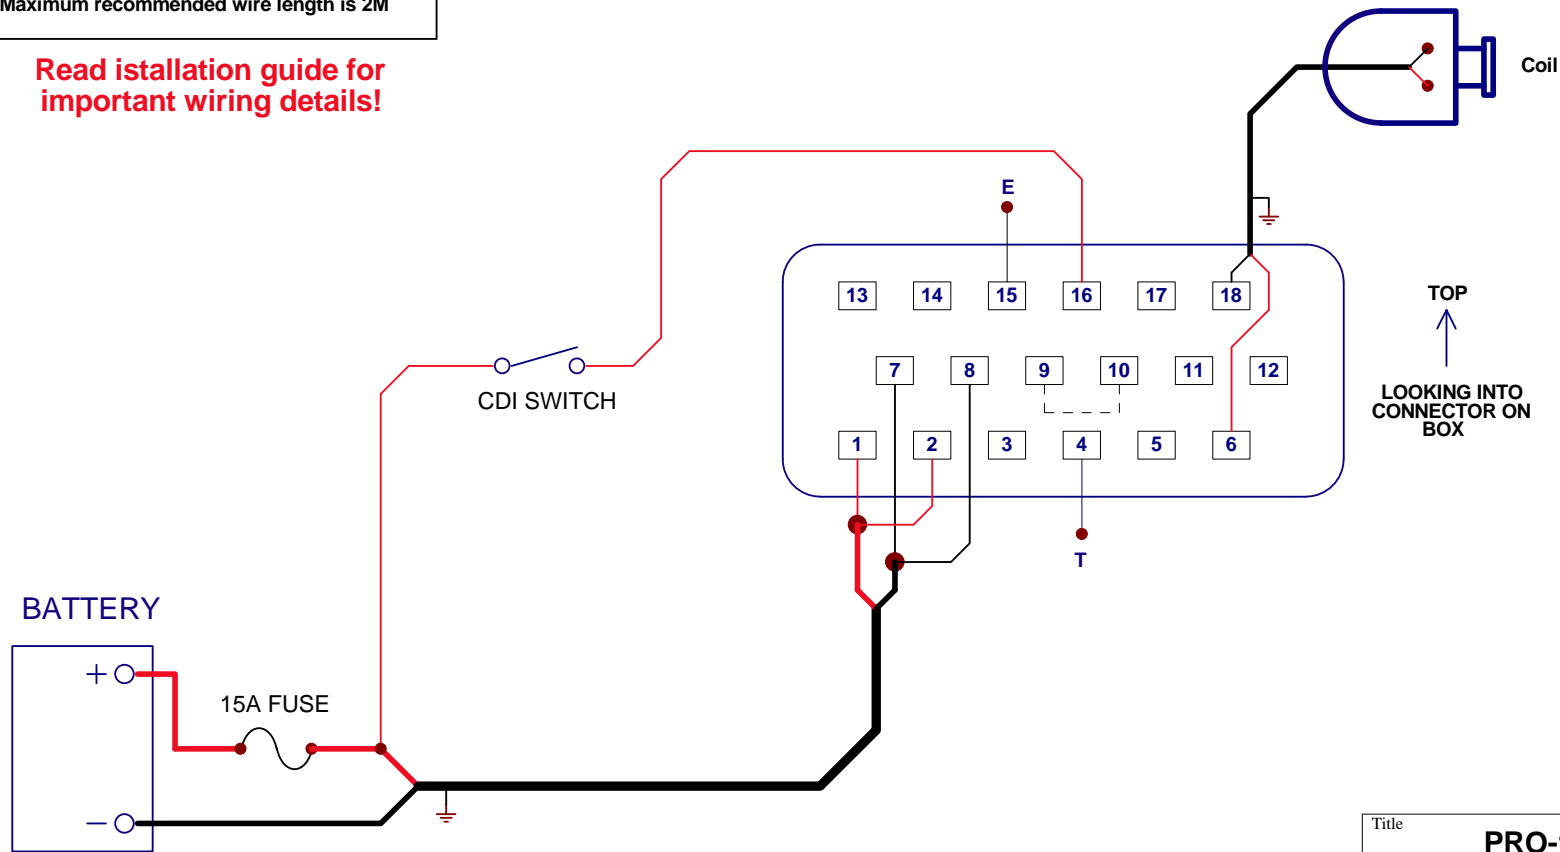 Maximum recommended wire length is 2M
Read istallation guide for
important wiring details!
Coil
E
13 14 15 16 17 18
TOP
7 8 9 10 11 12
CDI SWITCH
LOOKING INTO
CONNECTOR ON
BOX
1 2 3 4 5 6
T
BATTERY
+
15A FUSE
−
Title